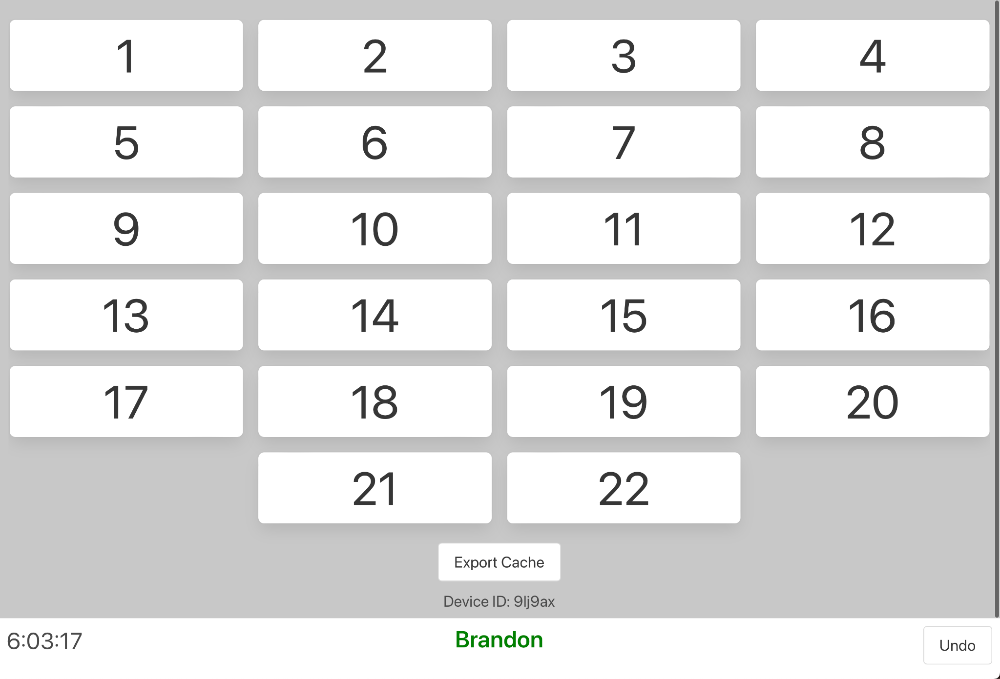 1 2 3 4
5 6 7 8
9 10 11 12
13 14 15 16
17 18 19 20
21 22
Export Cache
Device ID: 9lj9ax
6:03:17 Brandon Undo